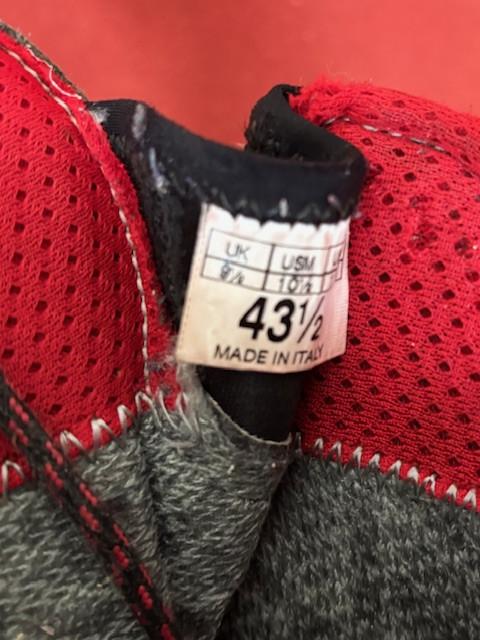 UK USM
9½ 10½
43½
MADE IN ITALY